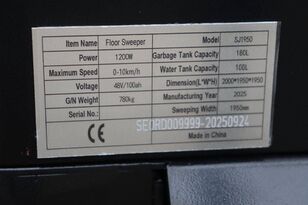 Item Name Floor Sweeper Model SJ1950
Power 1200W Garbage Tank Capacity 180L
Maximum Speed 0-10km/h Water Tank Capacity 100L
Voltage 48V/100ah Dimension(L*W*H) 2000*1950*1950
G/N Weight 780kg Manufacturing Year 2025
Serial No.: Sweeping Width 1950mm
SEORD009999-20250924
CE Made in China